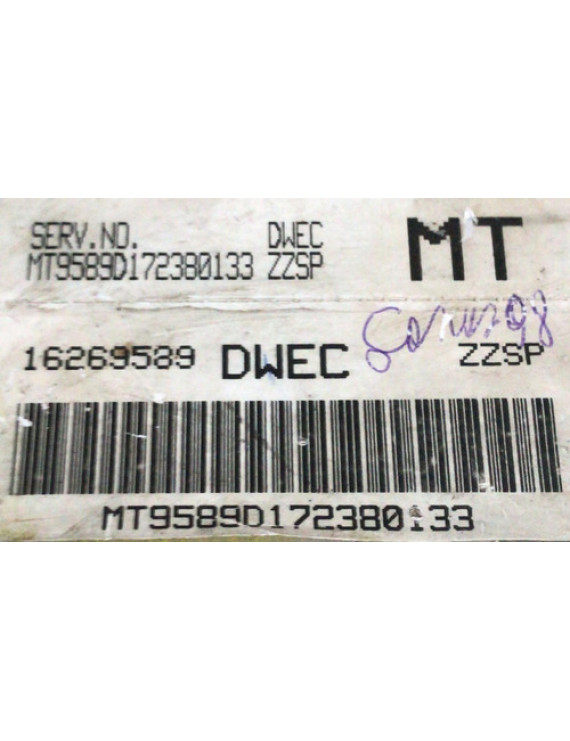 SERV.NO. DWEC MT
MT9589D172380133 ZZSP
16269589 DWEC ZZSP
MT9589D172380133